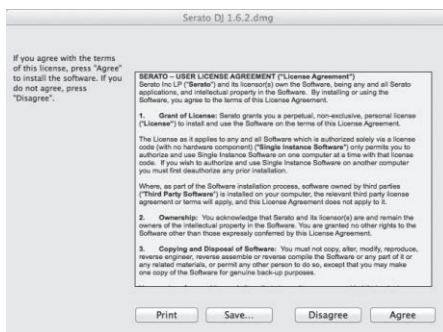 Serato DJ 1.6.2.dmg
If you agree with the terms
of this license, press "Agree"
to install the software. If you
do not agree, press
"Disagree".
SERATO – USER LICENSE AGREEMENT ("License Agreement")
Serato Inc LP ("Serato") and its licensor(s) own the Software, being any and all Serato
applications, and intellectual property in the Software. By installing or using the
Software, you agree to the terms of this License Agreement.
1. Grant of License: Serato grants you a perpetual, non-exclusive, personal license
("License") to install and use the Software on the terms of this License Agreement.
The License as it applies to any and all Software which is authorized solely via a license
code (with no hardware component) ("Single Instance Software") only permits you to
authorize and use Single Instance Software on one computer at a time with that license
code. If you wish to authorize and use Single Instance Software on another computer
you must first deauthorize any prior installation.
Where, as part of the Software installation process, software owned by third parties
("Third Party Software") is installed on your computer, the relevant third party license
agreement or terms will apply, and this License Agreement does not apply to it.
2. Ownership: You acknowledge that Serato and its licensor(s) are and remain the
owners of the intellectual property in the Software. You are granted no other rights to the
Software other than those expressly conferred by this License Agreement.
3. Copying and Disposal of Software: You must not copy, alter, modify, reproduce,
reverse engineer, reverse assemble or reverse compile the Software or any part of it or
any related materials, or permit any other person to do so, except that you may make
one copy of the Software for genuine back-up purposes.
Print Save... Disagree Agree